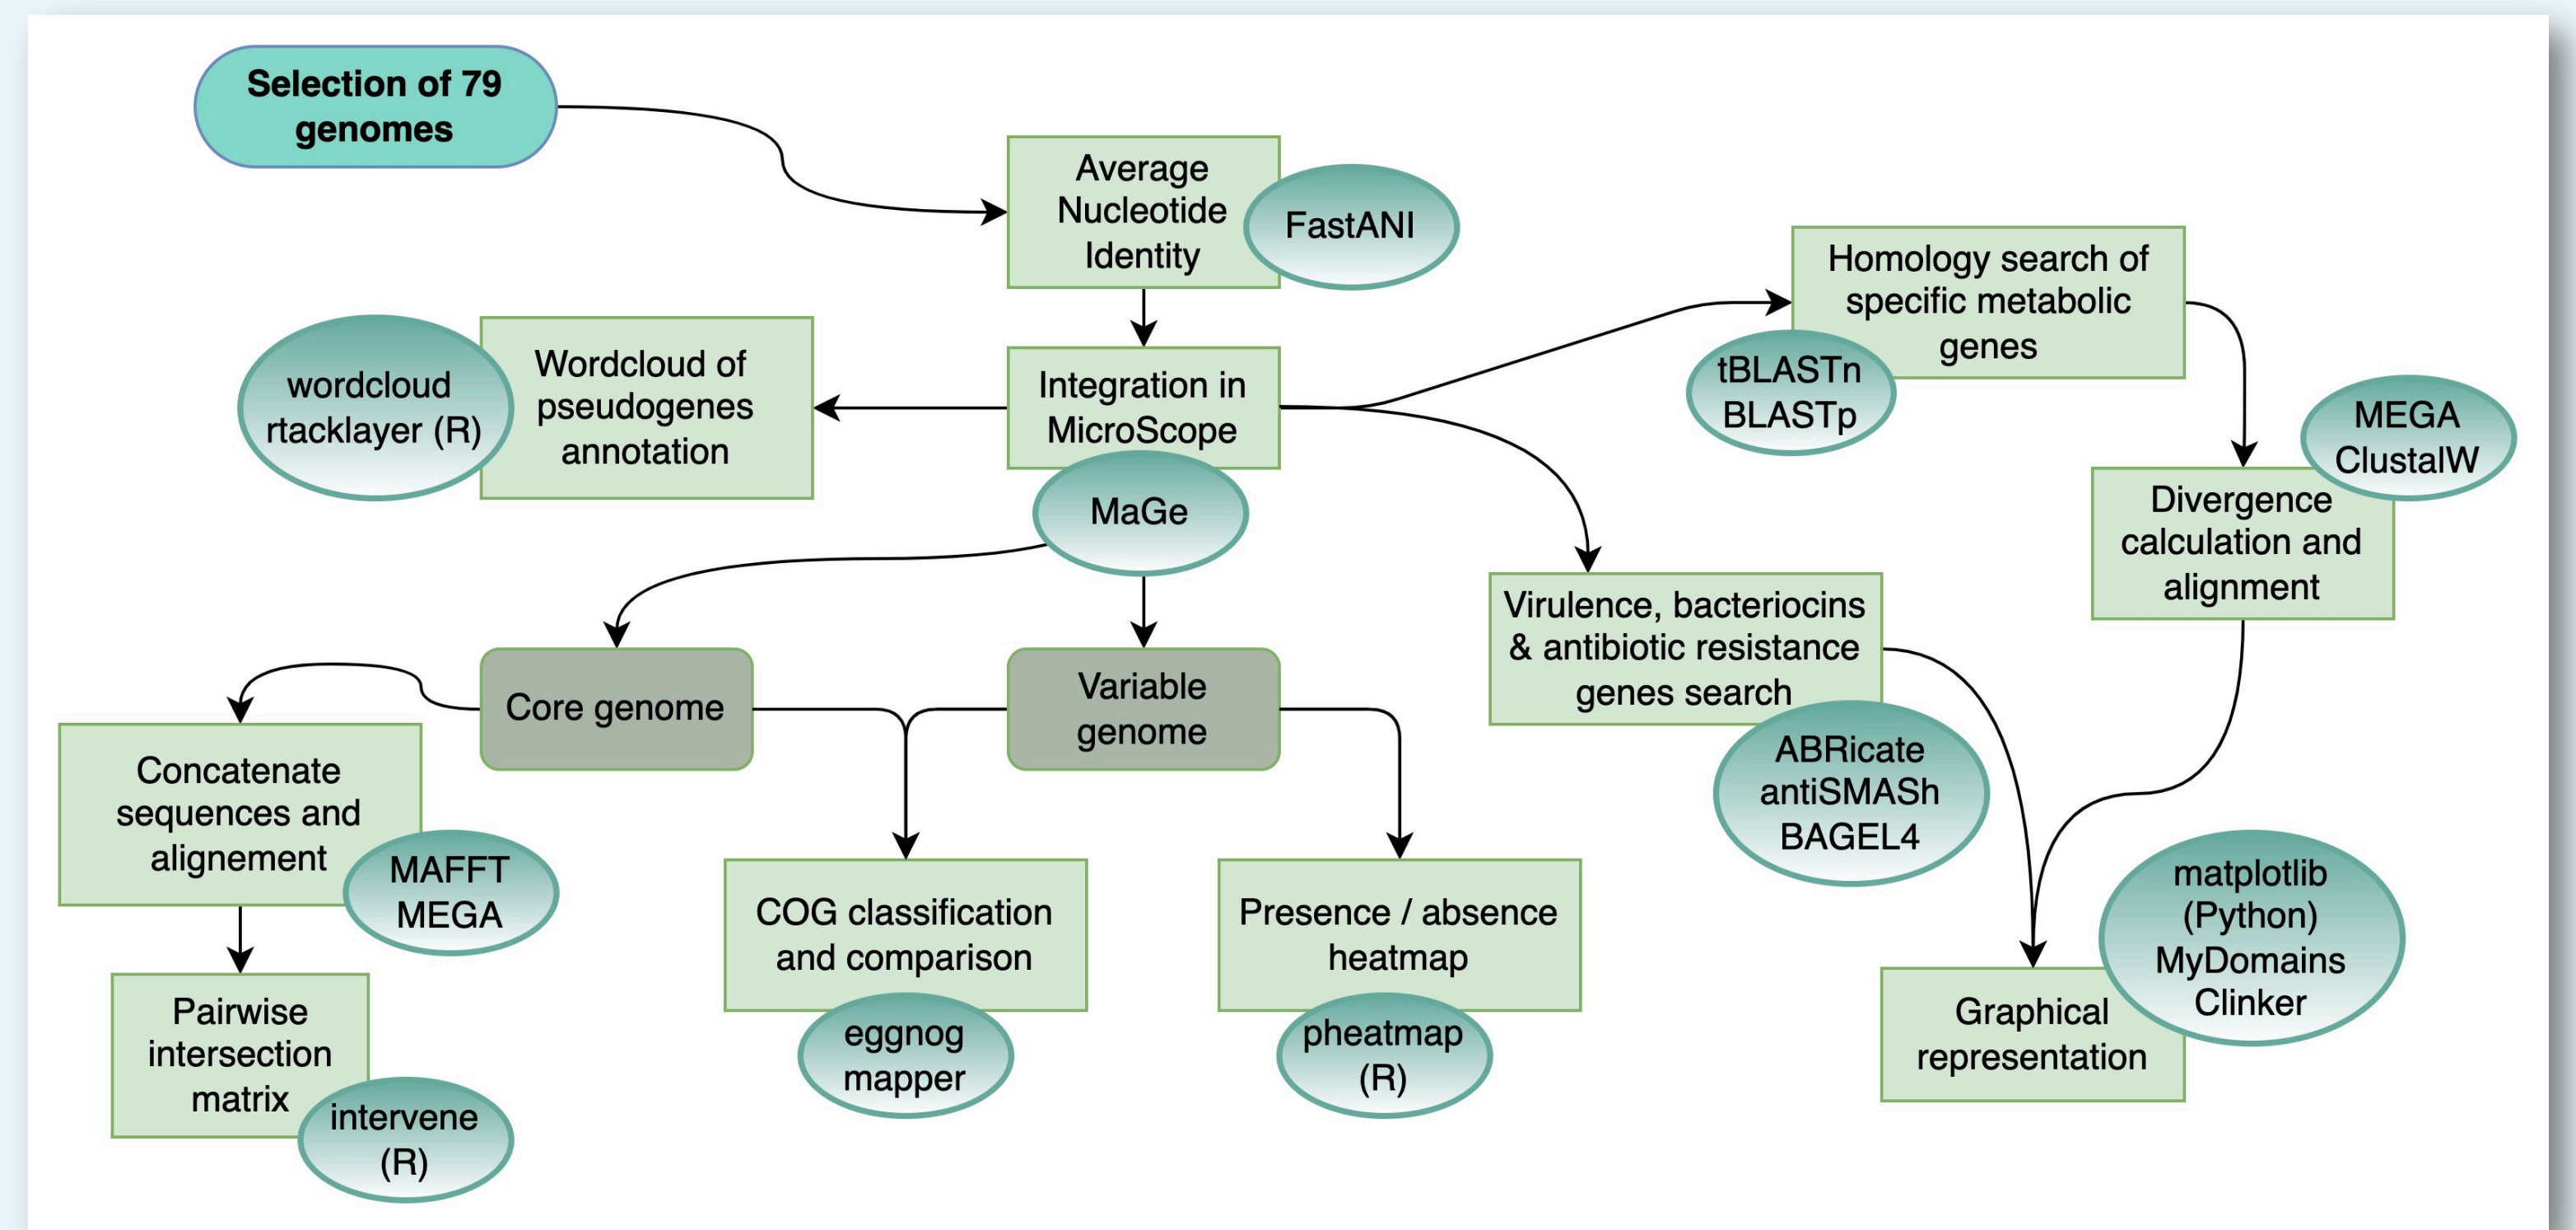 Selection of 79
genomes
Average
Nucleotide
Identity
FastANI
Homology search of
specific metabolic
genes
tBLASTn
BLASTp
wordcloud
rtacklayer (R)
Wordcloud of
pseudogenes
annotation
Integration in
MicroScope
MaGe
MEGA
ClustalW
Divergence
calculation and
alignment
Virulence, bacteriocins
& antibiotic resistance
genes search
ABRicate
antiSMASh
BAGEL4
Core genome
Variable
genome
Concatenate
sequences and
alignement
MAFFT
MEGA
COG classification
and comparison
eggnog
mapper
Presence / absence
heatmap
pheatmap
(R)
matplotlib
(Python)
MyDomains
Clinker
Graphical
representation
Pairwise
intersection
matrix
intervene
(R)